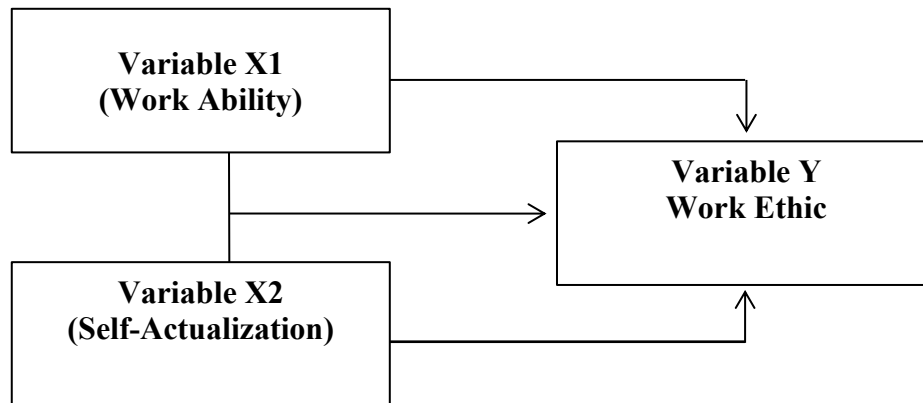 Variable X1
(Work Ability)
Variable Y
Work Ethic
Variable X2
(Self-Actualization)